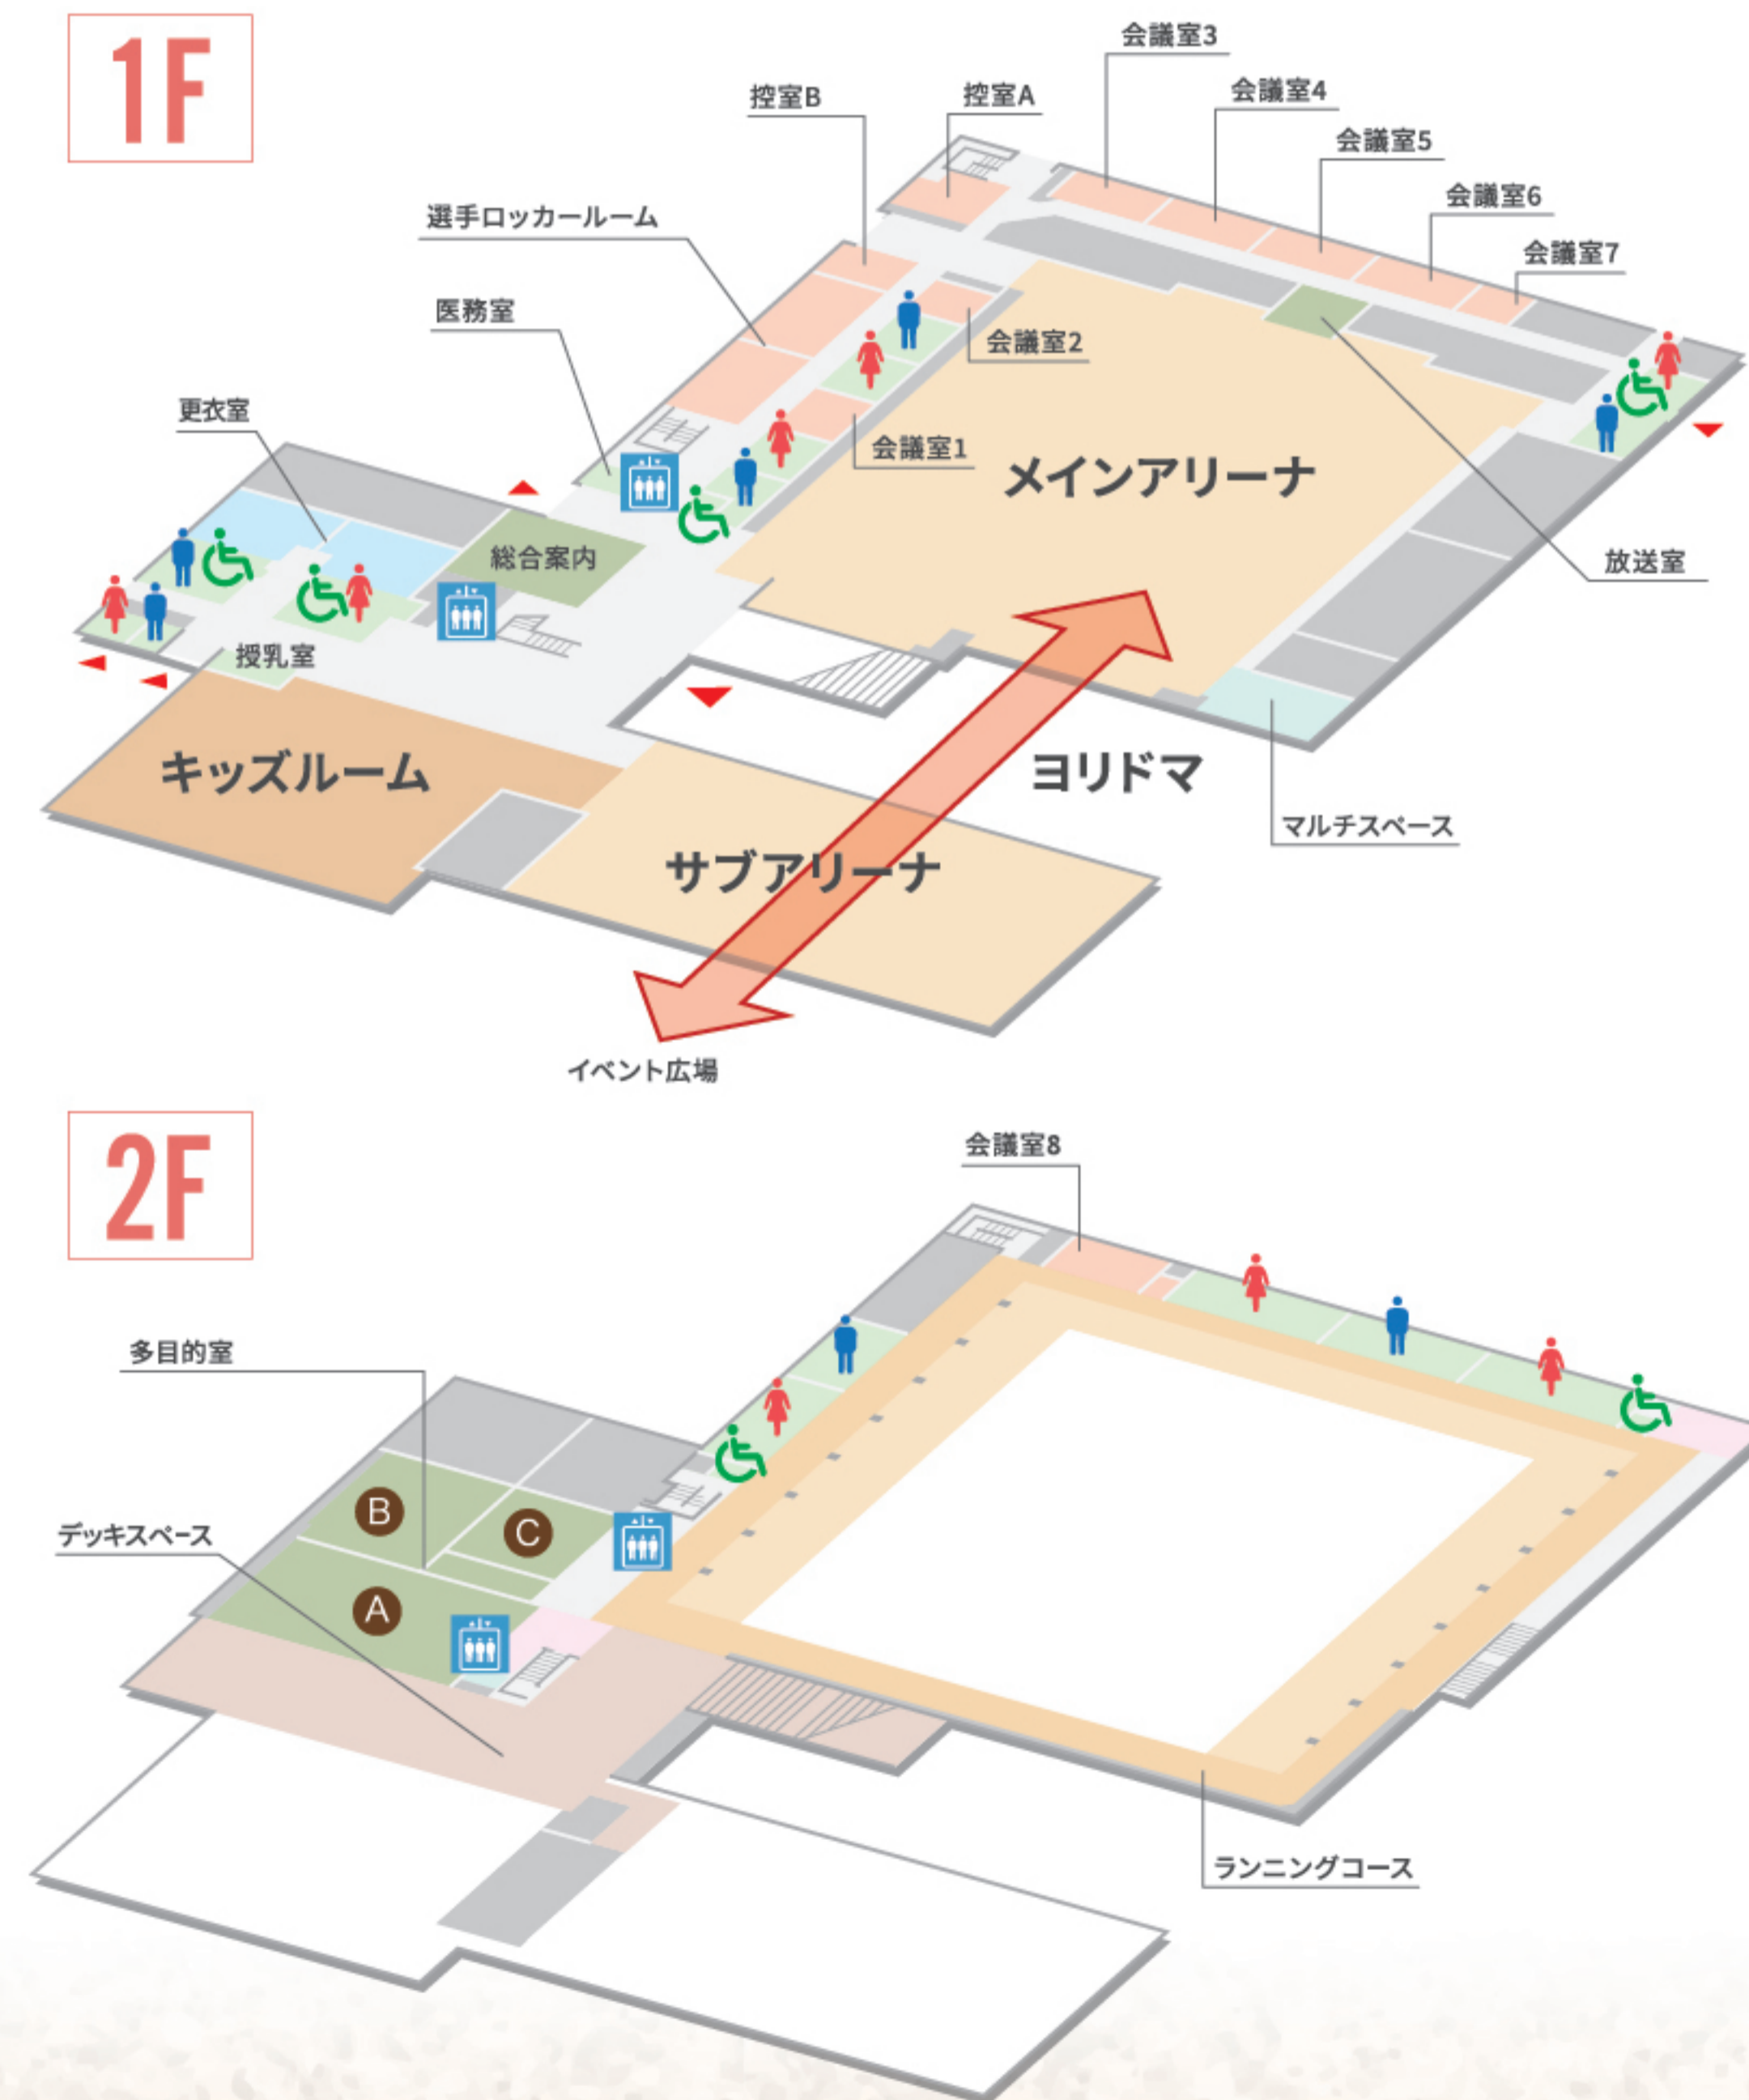 1F
会議室3
会議室4
控室B
控室A
会議室5
会議室6
選手ロッカールーム
会議室7
医務室
会議室2
更衣室
会議室1
メインアリーナ
総合案内
放送室
授乳室
キッズルーム
ヨリドマ
マルチスペース
サブアリーナ
イベント広場
2F
会議室8
多目的室
B
C
デッキスペース
A
ランニングコース